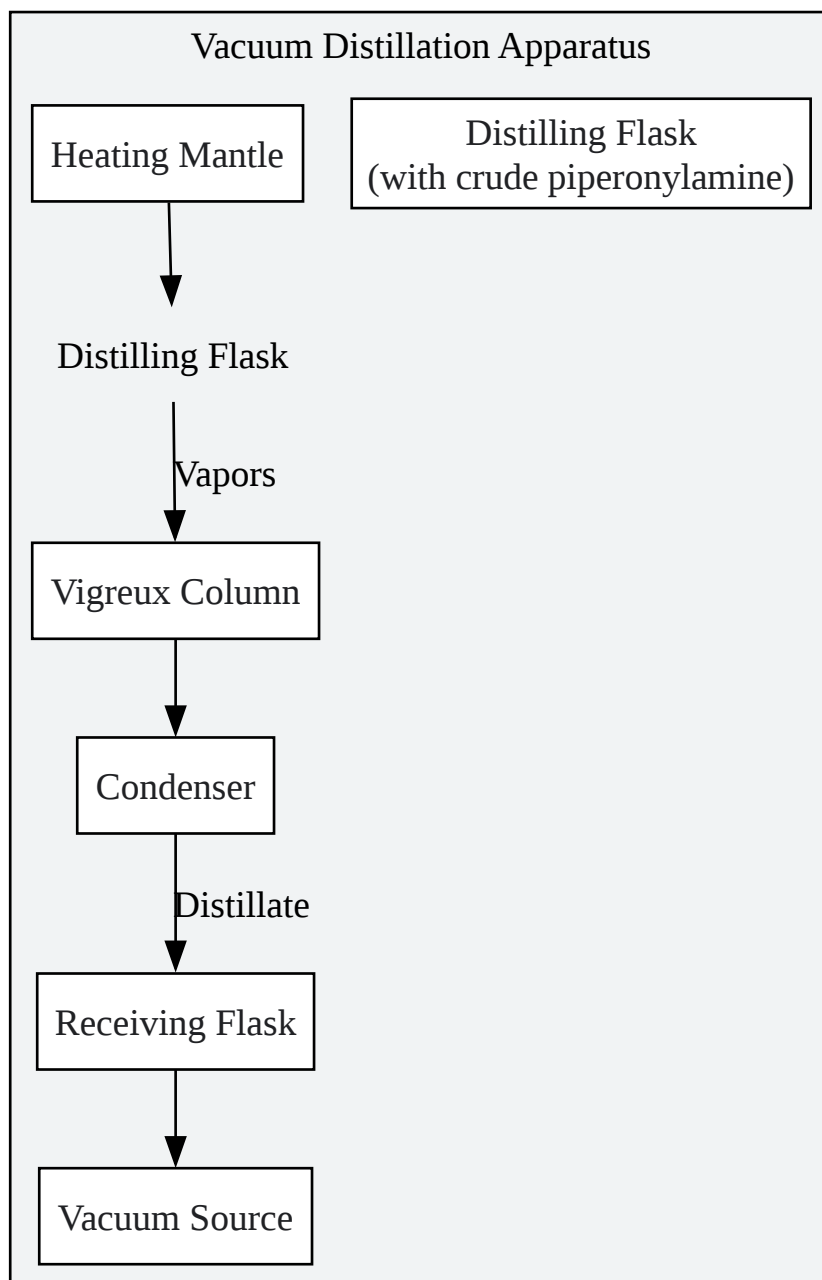 Vacuum Distillation Apparatus
Heating Mantle
Distilling Flask
(with crude piperonylamine)
Distilling Flask
Vapors
Vigreux Column
Condenser
Distillate
Receiving Flask
Vacuum Source